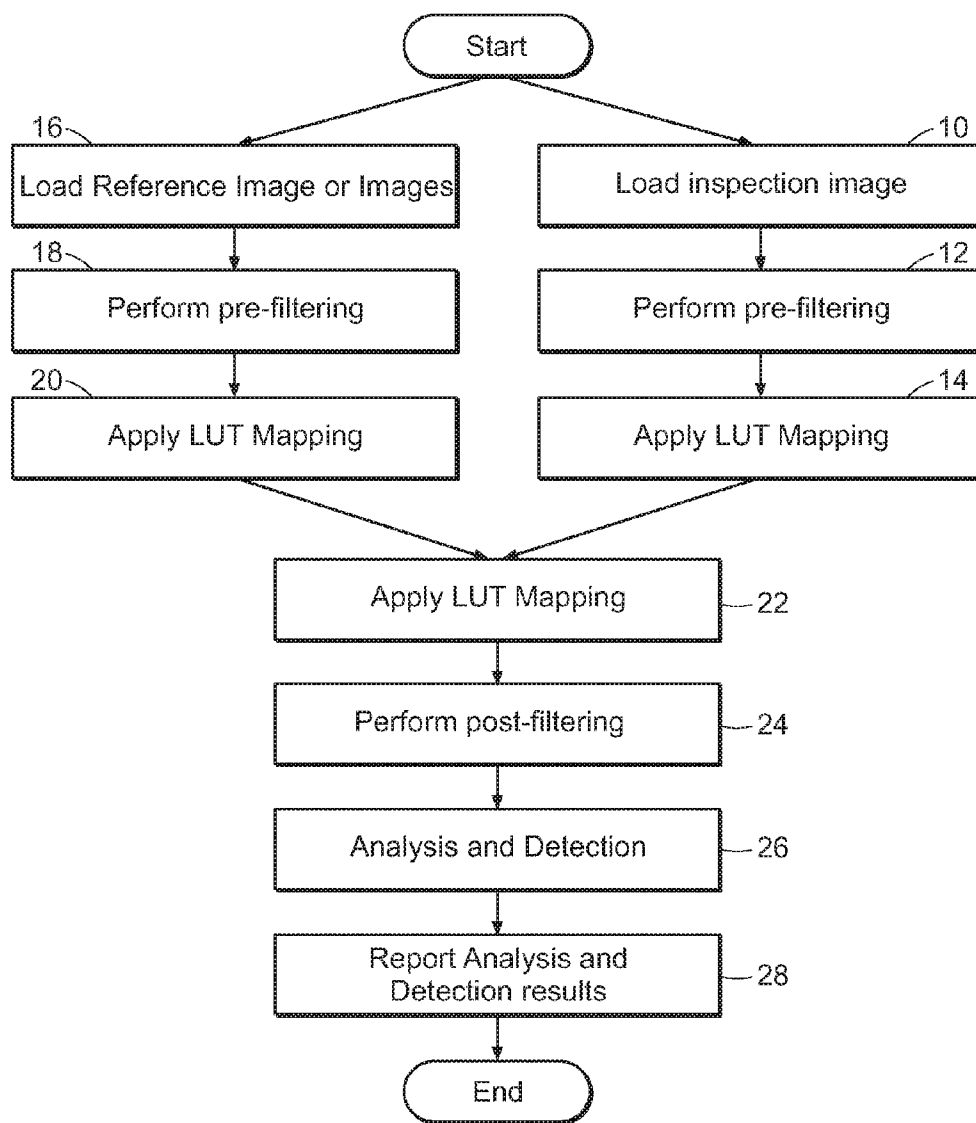 Start
16
10
Load Reference Image or Images
Load inspection image
18
12
Perform pre-filtering
Perform pre-filtering
20
14
Apply LUT Mapping
Apply LUT Mapping
Apply LUT Mapping
22
Perform post-filtering
24
Analysis and Detection
26
Report Analysis and
Detection results
28
End